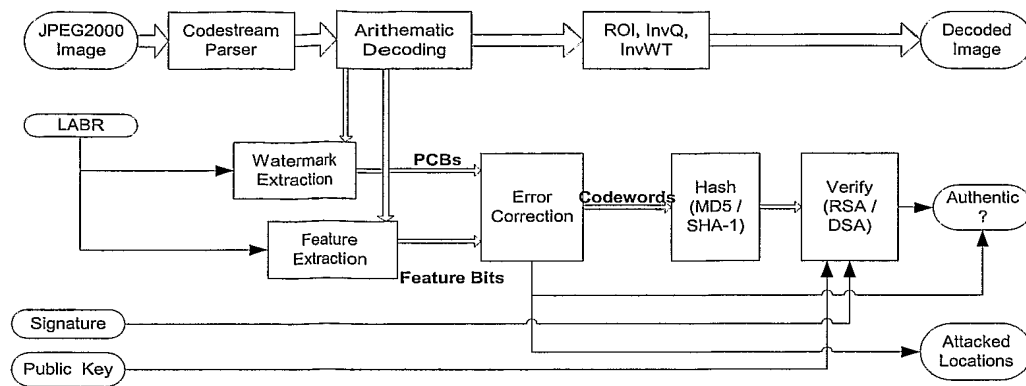 JPEG2000
Image
Codestream
Parser
Arithematic
Decoding
ROI, InvQ,
InvWT
Decoded
Image
LABR
Watermark
Extraction
PCBs
Error
Correction
Codewords
Hash
(MD5 /
SHA-1)
Verify
(RSA /
DSA)
Authentic
?
Feature
Extraction
Feature Bits
Signature
Public Key
Attacked
Locations